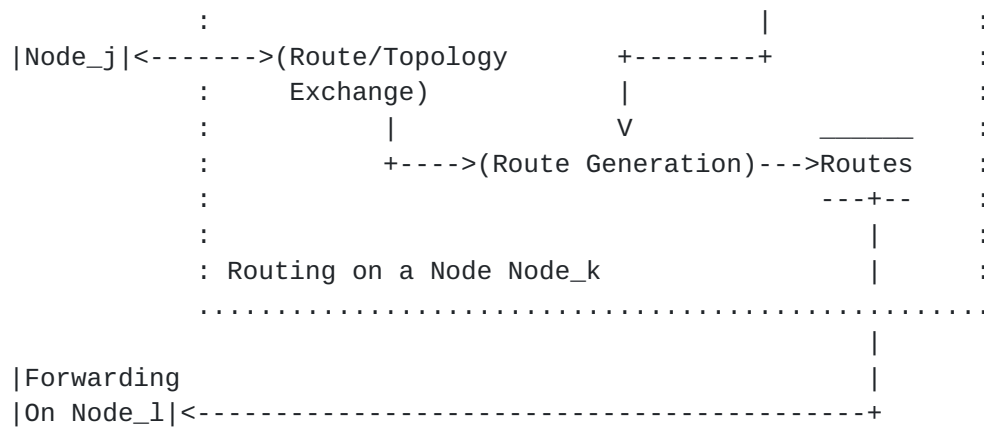 :                                    |              :
|Node_j|<------->(Route/Topology       +--------+              :
           :     Exchange)             |                       :
           :           |               V            ______     :
           :           +---->(Route Generation)--->Routes     :
           :                                        ---+--     :
           :                                           |       :
           : Routing on a Node Node_k                  |       :
           ....................................................
                                                       |
|Forwarding                                            |
|On Node_l|<-------------------------------------------+